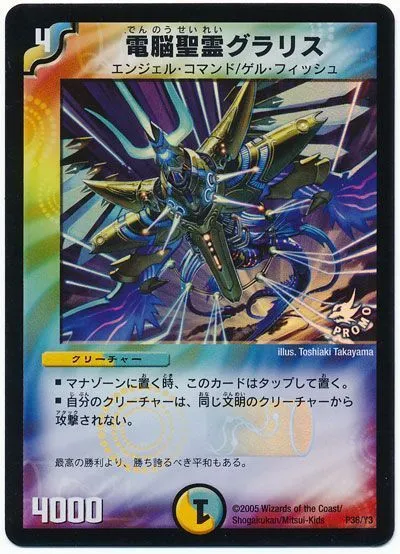 4
でんのうせいれい
電脳聖霊グラリス
エンジェル・コマンド/ゲル・フィッシュ
PROMO
illus. Toshiaki Takayama
クリーチャー
■ マナゾーンに置く時、このカードはタップして置く。
■ 自分のクリーチャーは、同じ文明のクリーチャーから
攻撃されない。
最高の勝利より、勝ち誇るべき平和もある。
4000
1
©2005 Wizards of the Coast/
Shogakukan/Mitsui-Kids
P36/Y3